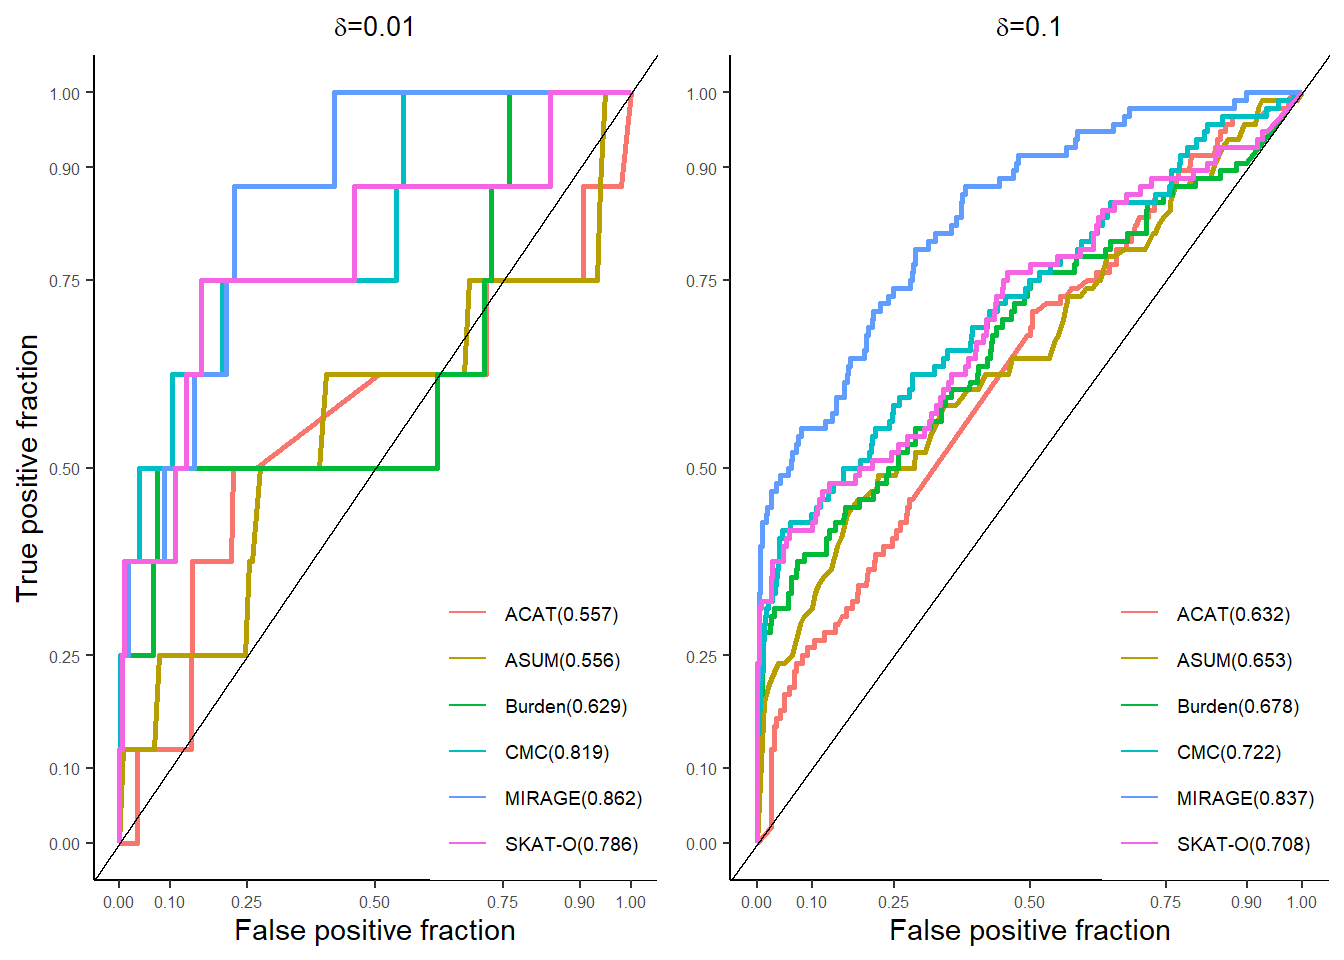 δ=0.01
True positive fraction
1.00
0.90
0.75
0.50
0.25
0.10
0.00
ACAT(0.557)
ASUM(0.556)
Burden(0.629)
CMC(0.819)
MIRAGE(0.862)
SKAT-O(0.786)
0.00 0.10 0.25 0.50 0.75 0.90 1.00
False positive fraction
δ=0.1
1.00
0.90
0.75
0.50
0.25
0.10
0.00
ACAT(0.632)
ASUM(0.653)
Burden(0.678)
CMC(0.722)
MIRAGE(0.837)
SKAT-O(0.708)
0.00 0.10 0.25 0.50 0.75 0.90 1.00
False positive fraction